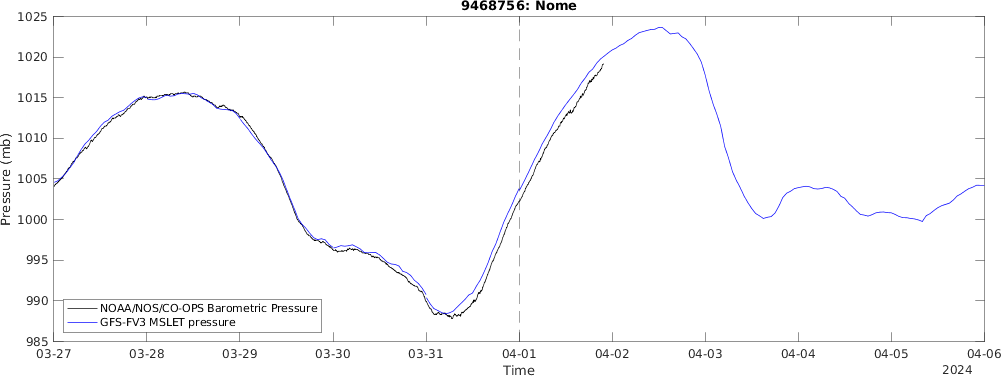 9468756: Nome
1025
1020
1015
1010
1005
1000
995
990
985
Pressure (mb)
NOAA/NOS/CO-OPS Barometric Pressure
GFS-FV3 MSLET pressure
03-27 03-28 03-29 03-30 03-31 04-01 04-02 04-03 04-04 04-05 04-06
Time
2024